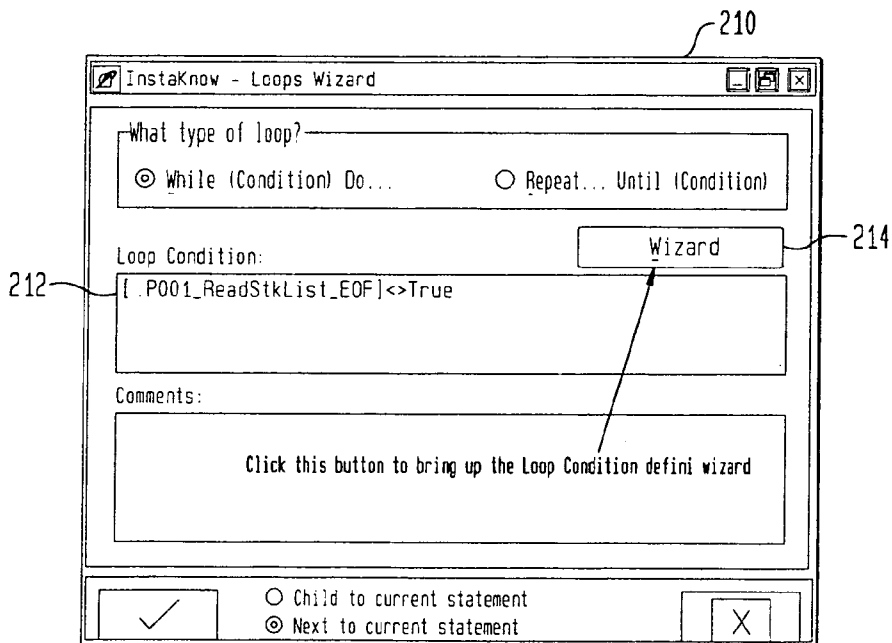 210
InstaKnow - Loops Wizard
What type of loop?
While (Condition) Do... Repeat... Until (Condition)
Wizard
214
Loop Condition:
212
[.P001_ReadStkList_EOF]<>True
Comments:
Click this button to bring up the Loop Condition defini wizard
Child to current statement
Next to current statement
X